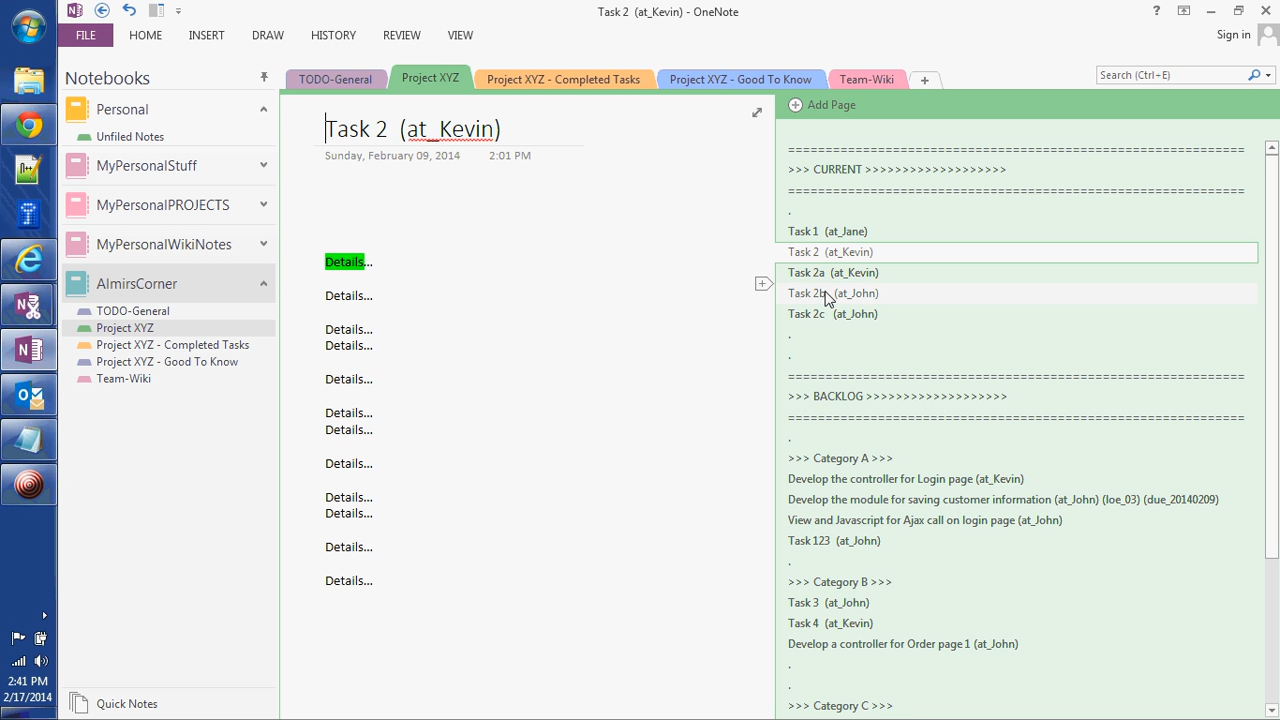 Task 2 (at_Kevin) - OneNote
?
FILE HOME INSERT DRAW HISTORY REVIEW VIEW
Sign in
Notebooks
TODO-General Project XYZ Project XYZ - Completed Tasks Project XYZ - Good To Know Team-Wiki
Search (Ctrl+E)
Personal
Unfiled Notes
MyPersonalStuff
MyPersonalPROJECTS
MyPersonalWikiNotes
AlmirsCorner
TODO-General
Project XYZ
Project XYZ - Completed Tasks
Project XYZ - Good To Know
Team-Wiki
Quick Notes
Task 2 (at_Kevin)
Sunday, February 09, 2014 2:01 PM
Details...
Details...
Details...
Details...
Details...
Details...
Details...
Details...
Details...
Details...
Details...
Details...
Add Page
=============================================================
>>> CURRENT >>>>>>>>>>>>>>>>>>>
=============================================================
.
Task 1 (at_Jane)
Task 2 (at_Kevin)
Task 2a (at_Kevin)
Task 2b (at_John)
Task 2c (at_John)
.
.
=============================================================
>>> BACKLOG >>>>>>>>>>>>>>>>>>>
=============================================================
.
>>> Category A >>>
Develop the controller for Login page (at_Kevin)
Develop the module for saving customer information (at_John) (loe_03) (due_20140209)
View and Javascript for Ajax call on login page (at_John)
Task 123 (at_John)
.
>>> Category B >>>
Task 3 (at_John)
Task 4 (at_Kevin)
Develop a controller for Order page 1 (at_John)
.
.
>>> Category C >>>
2:41 PM
2/17/2014